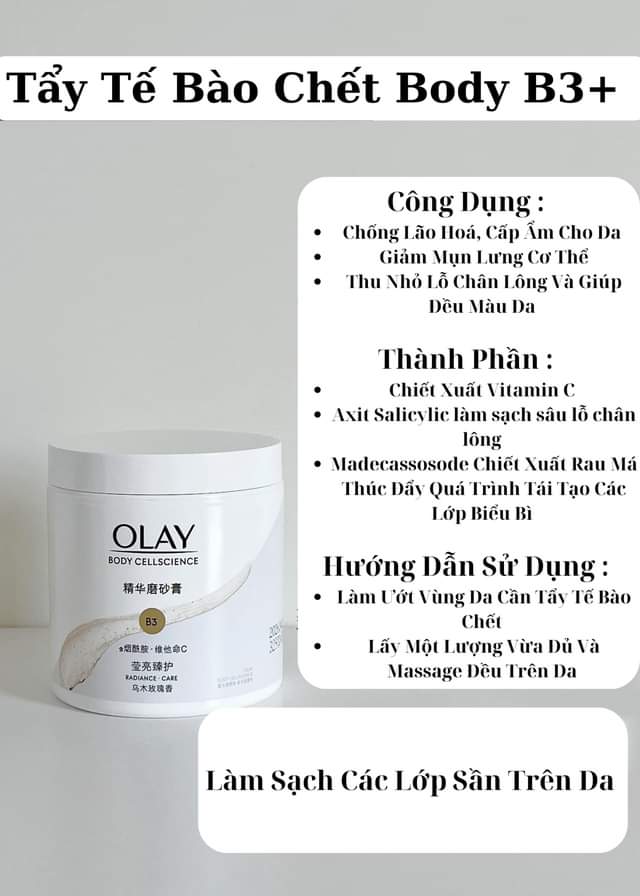 Tẩy Tế Bào Chết Body B3+
Công Dụng :
• Chống Lão Hoá, Cấp Ẩm Cho Da
• Giảm Mụn Lưng Cơ Thể
• Thu Nhỏ Lỗ Chân Lông Và Giúp
Đều Màu Da
Thành Phần :
• Chiết Xuất Vitamin C
• Axit Salicylic làm sạch sâu lỗ chân
lông
• Madecassosode Chiết Xuất Rau Má
Thúc Đẩy Quá Trình Tái Tạo Các
Lớp Biểu Bì
Hướng Dẫn Sử Dụng :
• Làm Ướt Vùng Da Cần Tẩy Tế Bào
Chết
• Lấy Một Lượng Vừa Đủ Và
Massage Đều Trên Da
OLAY
BODY CELLSCIENCE
精华磨砂膏
B3
烟酰胺·维他命C
莹亮臻护
RADIANCE · CARE
乌木玫瑰香
Làm Sạch Các Lớp Sần Trên Da